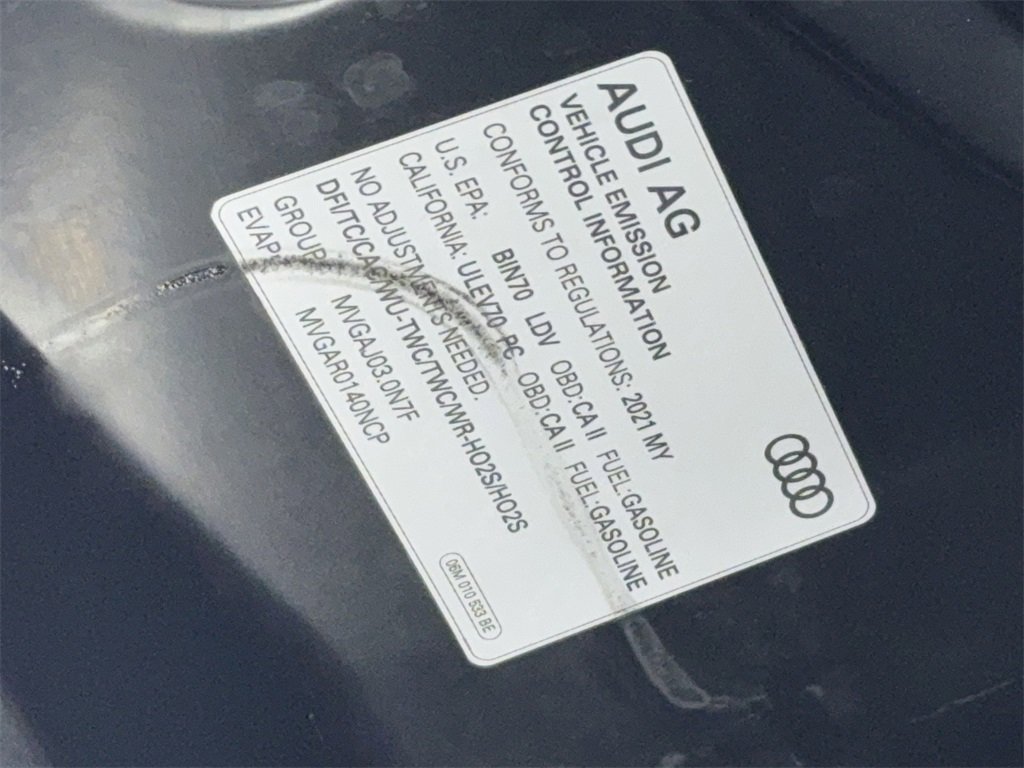 AUDI AG
VEHICLE EMISSION
CONTROL INFORMATION
CONFORMS TO REGULATIONS: 2021 MY
U.S. EPA: BIN70 LDV OBD:CA II FUEL:GASOLINE
CALIFORNIA: ULEV70 PC OBD:CA II FUEL:GASOLINE
NO ADJUSTMENTS NEEDED.
DFI/TC/CAC/WU-TWC/TWC/WR-HO2S/HO2S
GROUP: MVGAJ03.0N7F
EVAP: MVGAR0140NCP
06M 010 633 BE